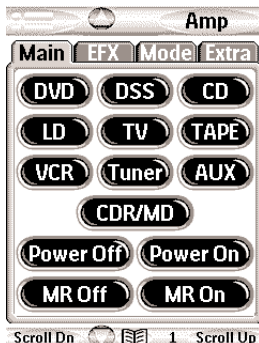 Amp
Main EFX Mode Extra
DVD DSS CD
LD TV TAPE
VCR Tuner AUX
CDR/MD
Power Off Power On
MR Off MR On
Scroll Dn 1 Scroll Up